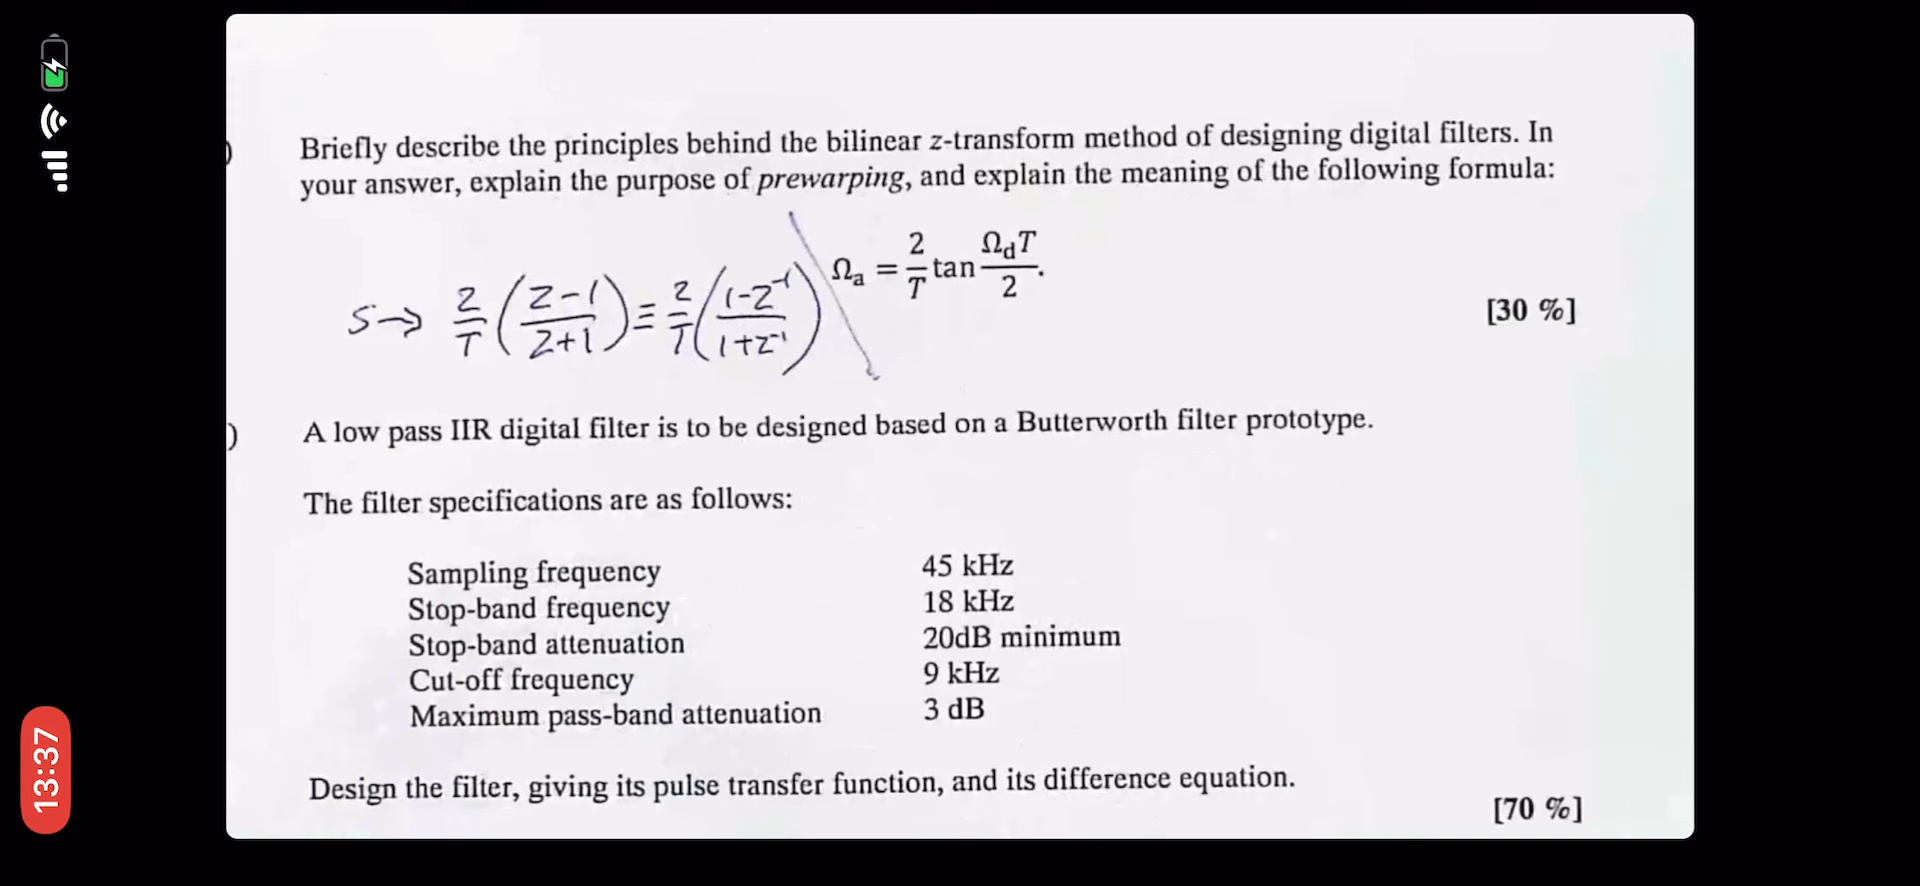 ) Briefly describe the principles behind the bilinear z-transform method of designing digital filters. In
your answer, explain the purpose of prewarping, and explain the meaning of the following formula:
Ωa = 2/T tan ΩdT/2.
S→ 2/T (Z-1/Z+1) ≡ 2/T (1-Z⁻¹/1+Z⁻¹)
[30 %]
) A low pass IIR digital filter is to be designed based on a Butterworth filter prototype.
The filter specifications are as follows:
Sampling frequency 45 kHz
Stop-band frequency 18 kHz
Stop-band attenuation 20dB minimum
Cut-off frequency 9 kHz
Maximum pass-band attenuation 3 dB
Design the filter, giving its pulse transfer function, and its difference equation.
[70 %]
13:37